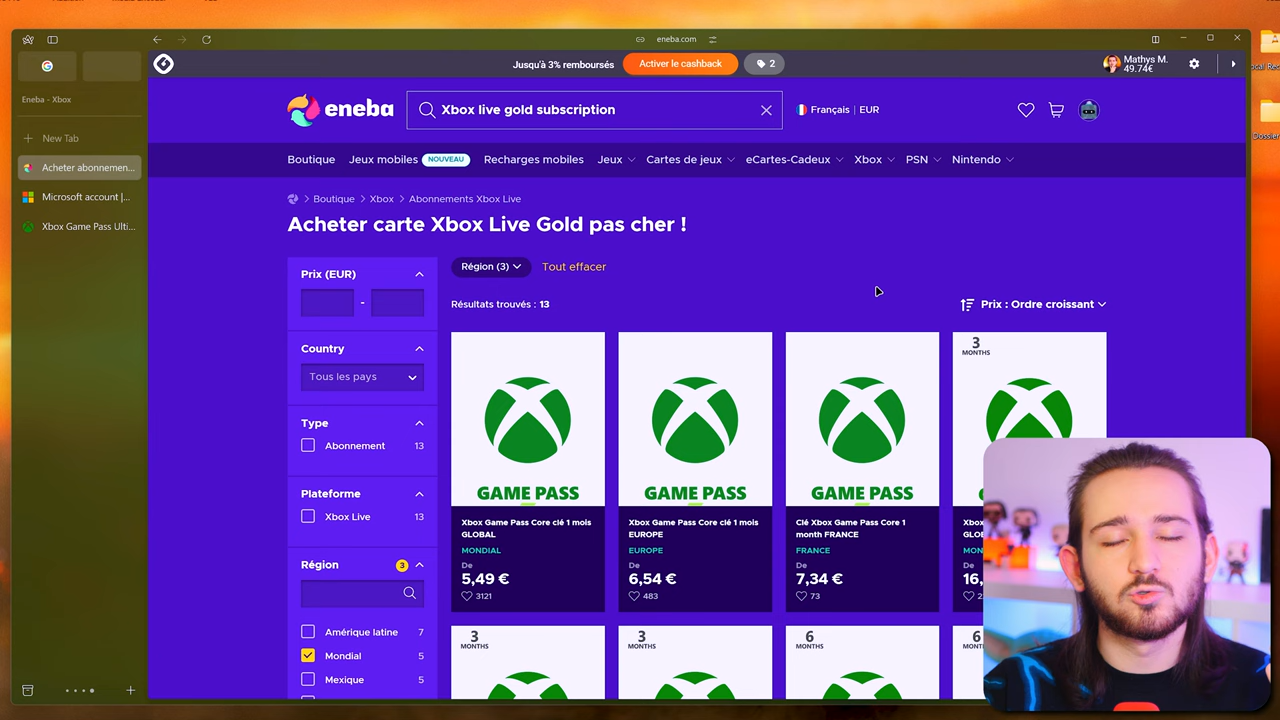 eneba.com
Jusqu'à 3% remboursés
Activer le cashback
2
Mathys M.
49.74€
Eneba - Xbox
New Tab
Acheter abonnemen...
Microsoft account |...
Xbox Game Pass Ulti...
eneba
Xbox live gold subscription
Français | EUR
Boutique
Jeux mobiles
NOUVEAU
Recharges mobiles
Jeux
Cartes de jeux
eCartes-Cadeux
Xbox
PSN
Nintendo
Boutique
Xbox
Abonnements Xbox Live
Acheter carte Xbox Live Gold pas cher !
Prix (EUR)
-
Country
Tous les pays
Type
Abonnement 13
Plateforme
Xbox Live 13
Région 3
Amérique latine 7
Mondial 5
Mexique 5
Région (3)
Tout effacer
Résultats trouvés : 13
Prix : Ordre croissant
GAME PASS
Xbox Game Pass Core clé 1 mois
GLOBAL
MONDIAL
De
5,49 €
3121
GAME PASS
Xbox Game Pass Core clé 1 mois
EUROPE
EUROPE
De
6,54 €
483
GAME PASS
Clé Xbox Game Pass Core 1
month FRANCE
FRANCE
De
7,34 €
73
3
MONTHS
De
16,
3
MONTHS
3
MONTHS
6
MONTHS
6